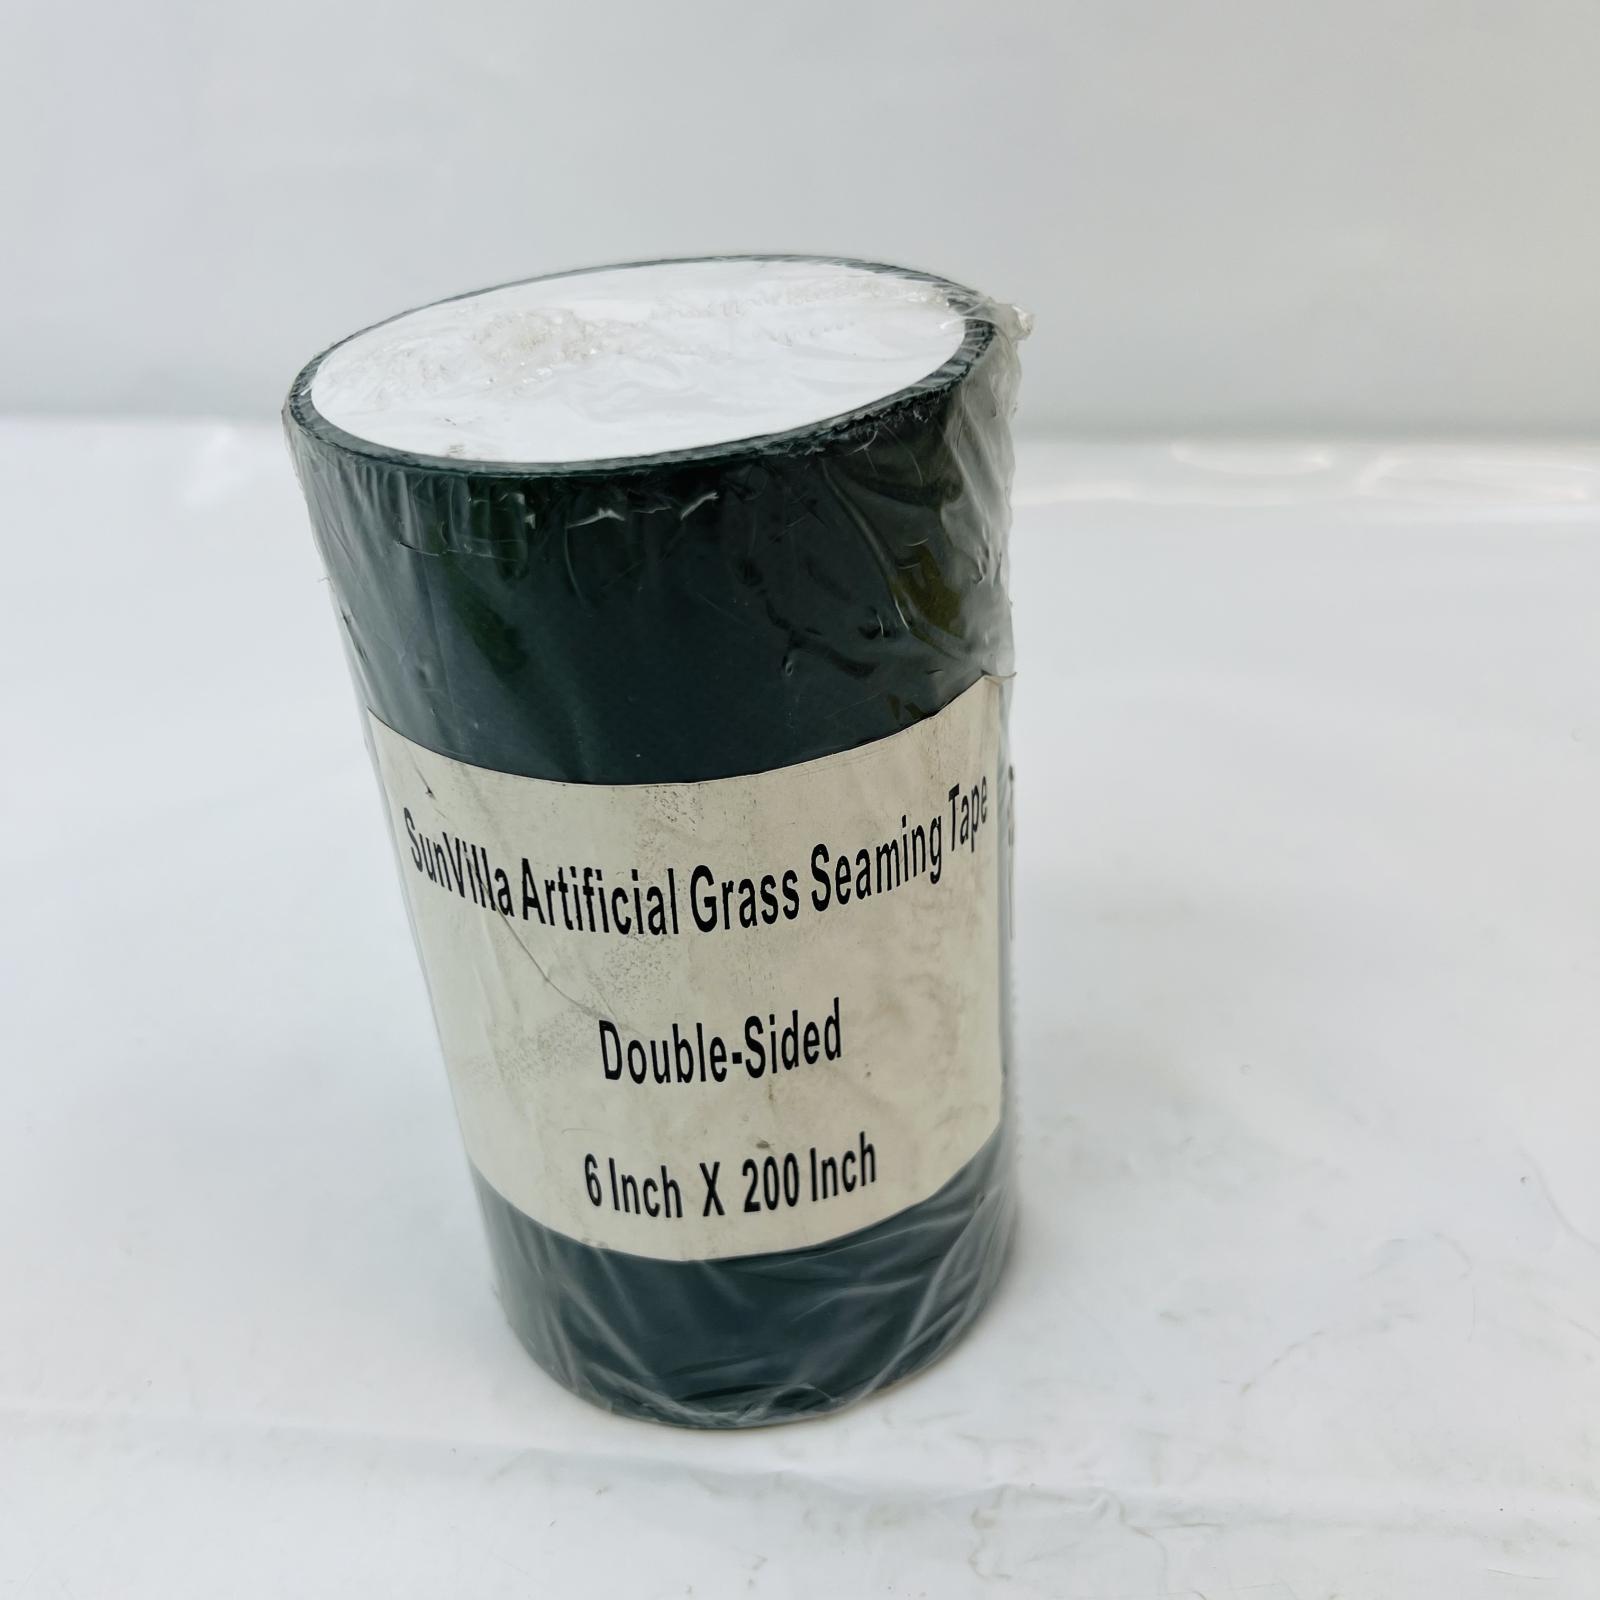 SunVilla Artificial Grass Seaming Tape
Double-Sided
6 Inch X 200 Inch